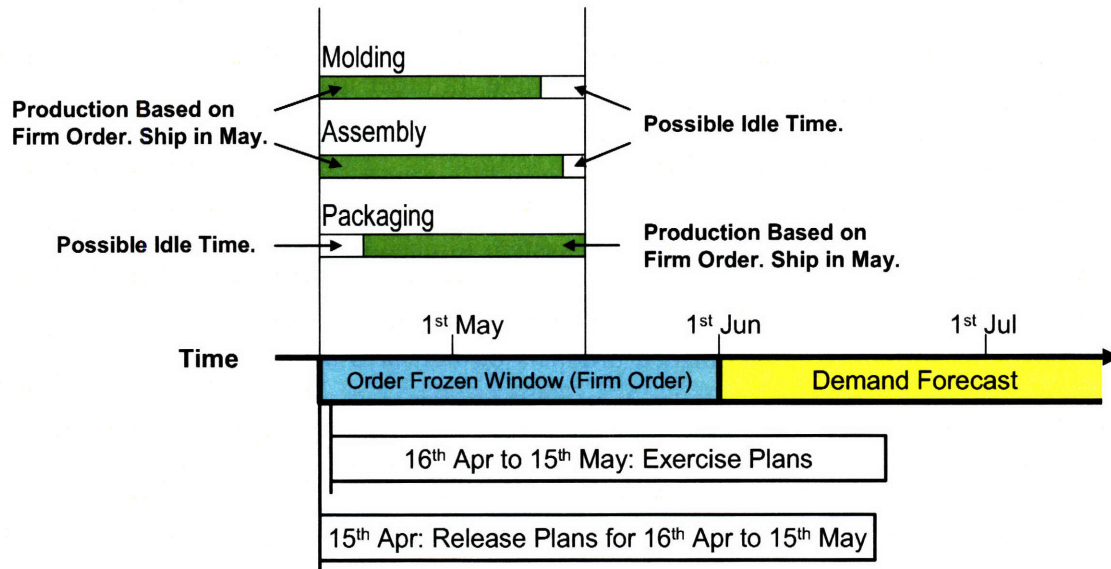 Molding
Production Based on
Firm Order. Ship in May.
Possible Idle Time.
Assembly
Packaging
Possible Idle Time.
Production Based on
Firm Order. Ship in May.
1st May
1st Jun
1st Jul
Time
Order Frozen Window (Firm Order)
Demand Forecast
16th Apr to 15th May: Exercise Plans
15th Apr: Release Plans for 16th Apr to 15th May